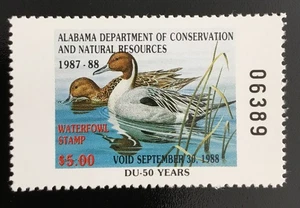 ALABAMA DEPARTMENT OF CONSERVATION
AND NATURAL RESOURCES
1987-88
WATERFOWL
STAMP
$5.00
VOID SEPTEMBER 30, 1988
DU-50 YEARS
06389